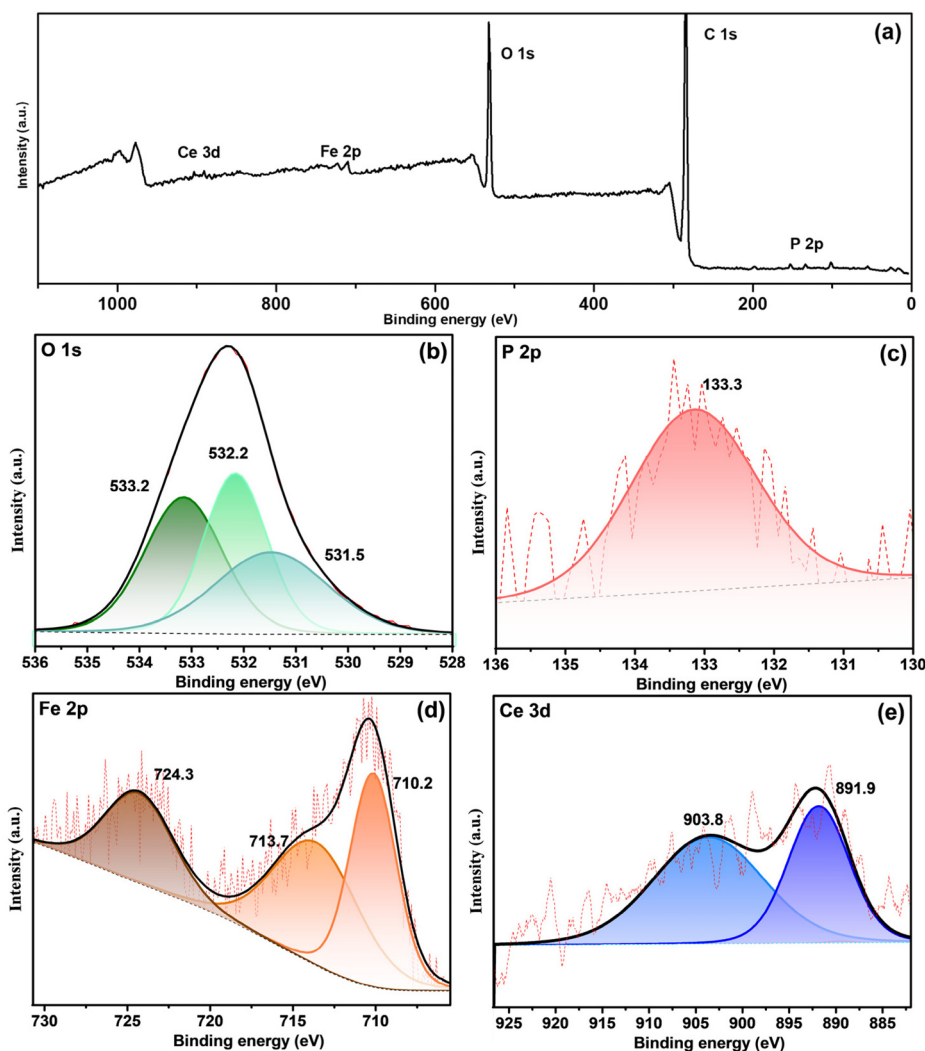 (a)
C 1s
O 1s
Ce 3d
Fe 2p
P 2p
Intensity (a.u.)
1000 800 600 400 200 0
Binding energy (eV)
O 1s (b)
532.2
533.2
531.5
Intensity (a.u.)
536 535 534 533 532 531 530 529 528
Binding energy (eV)
P 2p (c)
133.3
Intensity (a.u.)
136 135 134 133 132 131 130
Binding energy (eV)
Fe 2p (d)
724.3
710.2
713.7
Intensity (a.u.)
730 725 720 715 710
Binding energy (eV)
Ce 3d (e)
891.9
903.8
Intensity (a.u.)
925 920 915 910 905 900 895 890 885
Binding energy (eV)